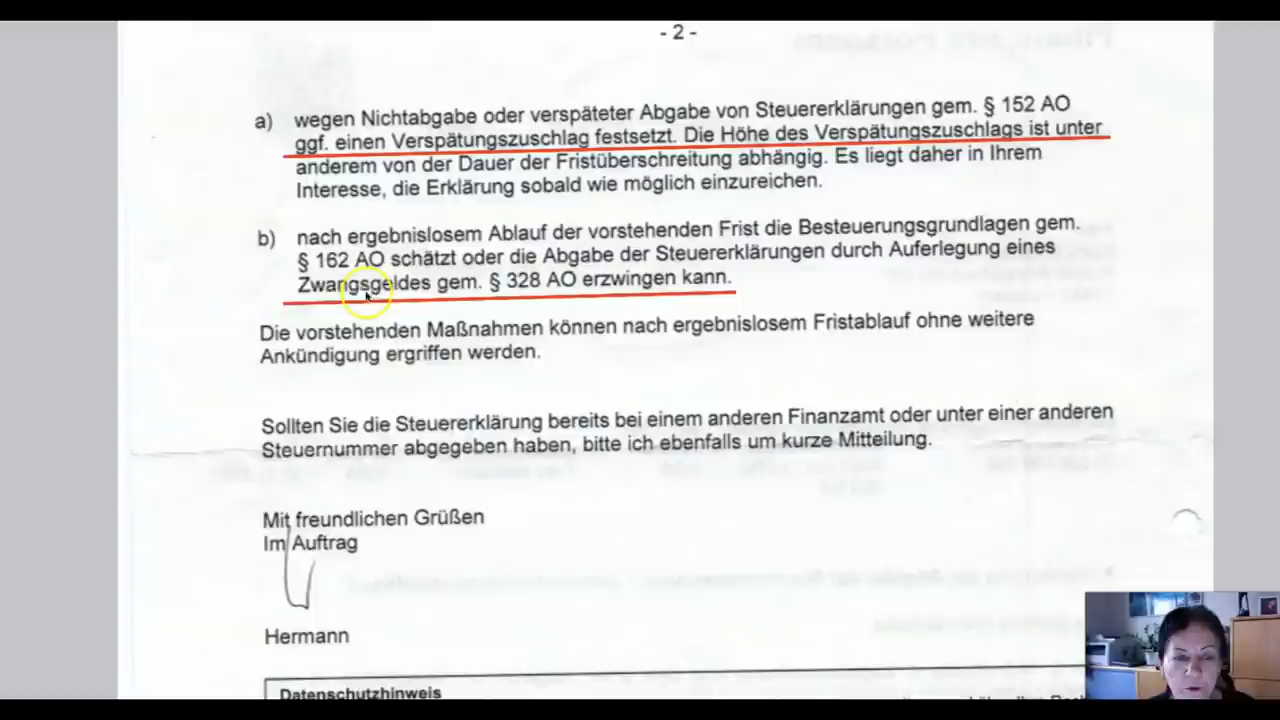 - 2 -
a) wegen Nichtabgabe oder verspäteter Abgabe von Steuererklärungen gem. § 152 AO
ggf. einen Verspätungszuschlag festsetzt. Die Höhe des Verspätungszuschlags ist unter
anderem von der Dauer der Fristüberschreitung abhängig. Es liegt daher in Ihrem
Interesse, die Erklärung sobald wie möglich einzureichen.
b) nach ergebnislosem Ablauf der vorstehenden Frist die Besteuerungsgrundlagen gem.
§ 162 AO schätzt oder die Abgabe der Steuererklärungen durch Auferlegung eines
Zwangsgeldes gem. § 328 AO erzwingen kann.
Die vorstehenden Maßnahmen können nach ergebnislosem Fristablauf ohne weitere
Ankündigung ergriffen werden.
Sollten Sie die Steuererklärung bereits bei einem anderen Finanzamt oder unter einer anderen
Steuernummer abgegeben haben, bitte ich ebenfalls um kurze Mitteilung.
Mit freundlichen Grüßen
Im Auftrag
Hermann
Datenschutzhinweis